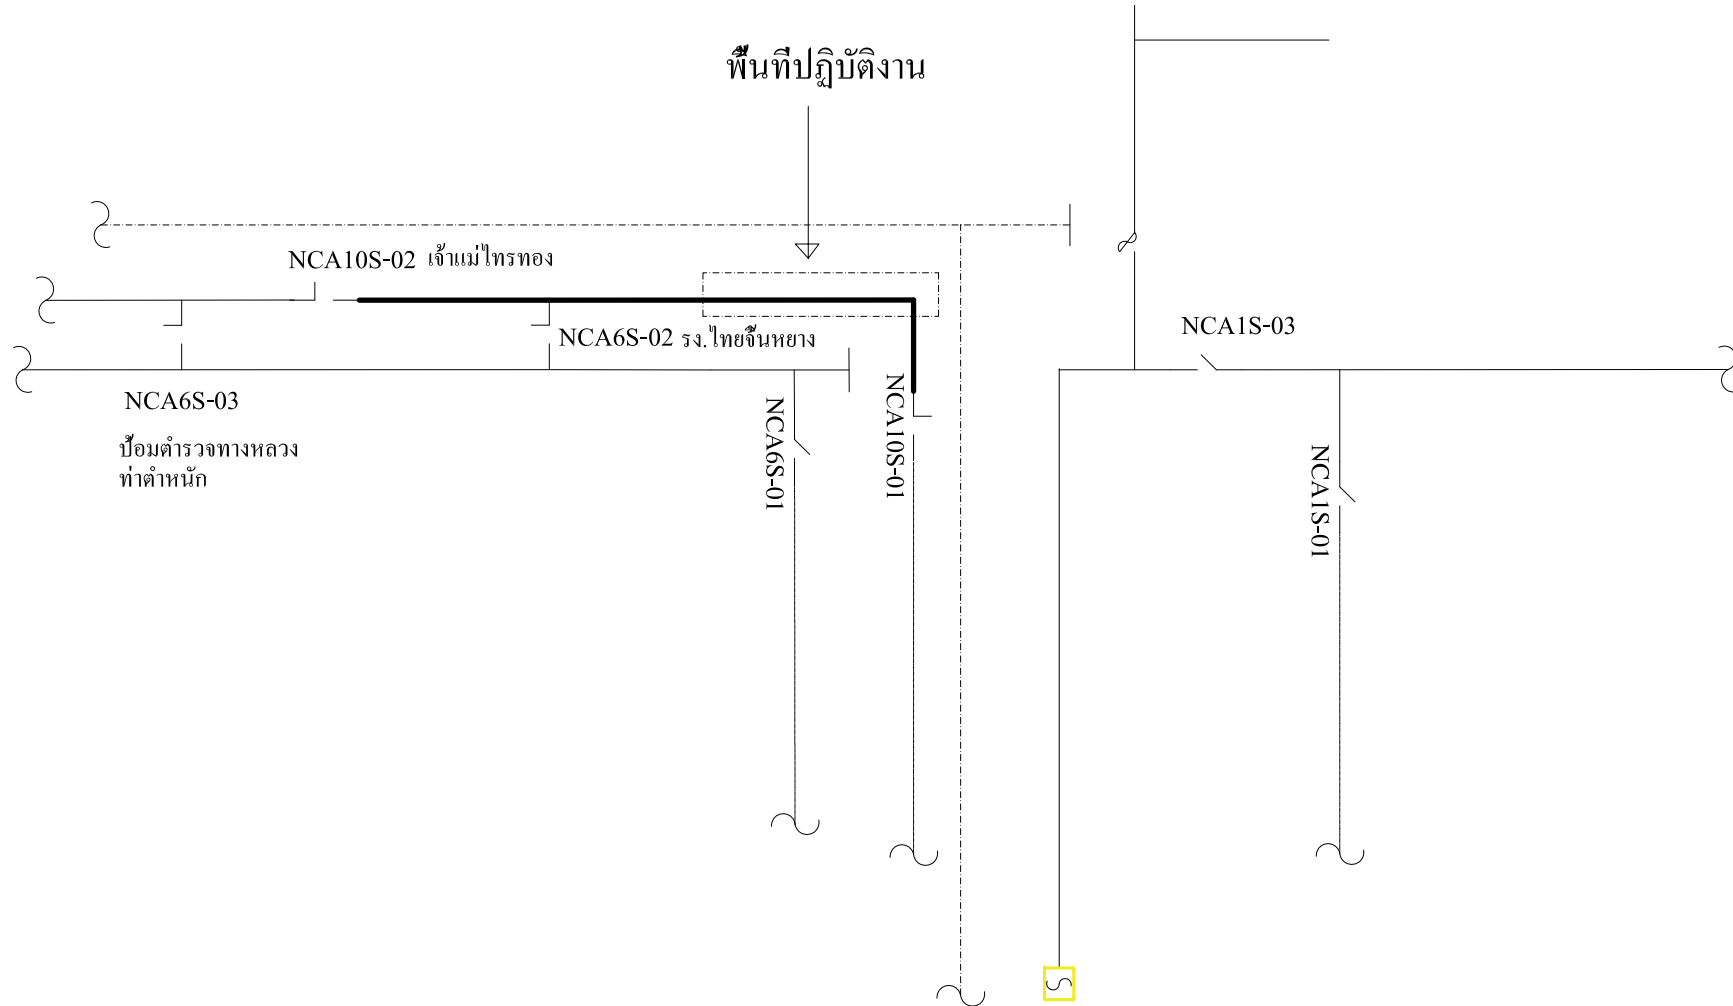 พื้นที่ปฏิบัติงาน
NCA10S-02 เจ้าแม่ไทรทอง
NCA6S-02 รง.ไทยจี้นหยาง
NCA1S-03
NCA6S-03
ป้อมตำรวจทางหลวง
ท่าตำหนัก
NCA6S-01
NCA10S-01
NCA1S-01